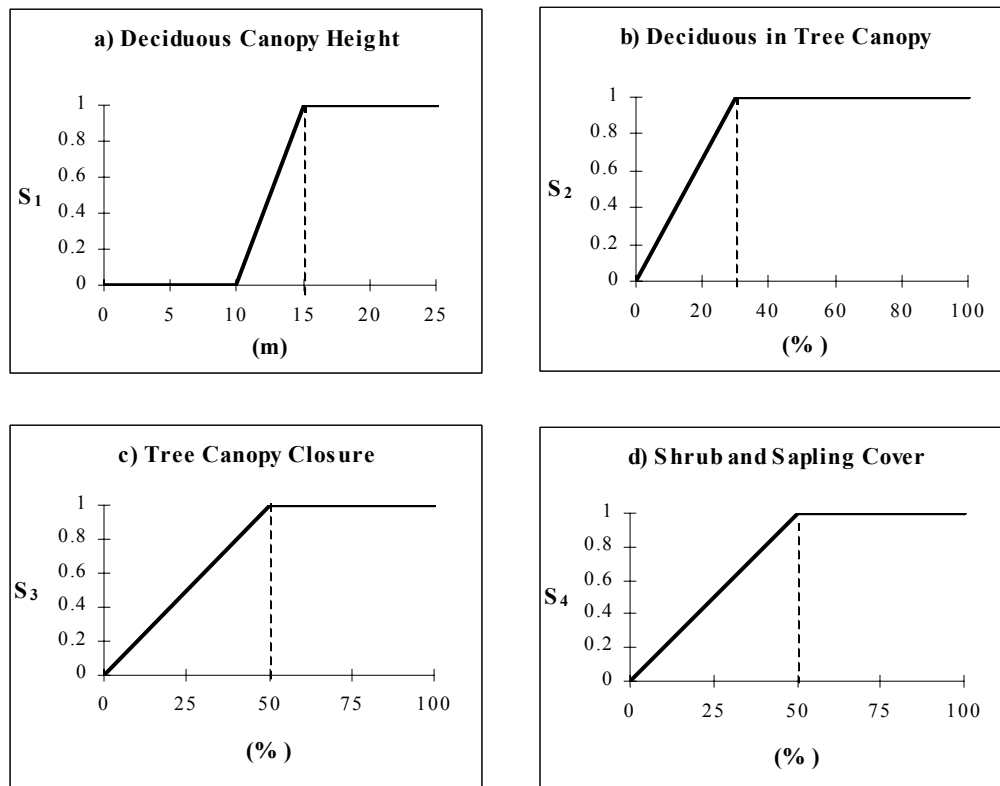 a) Deciduous Canopy Height
1
0.8
0.6
S1
0.4
0.2
0
0 5 10 15 20 25
(m)
b) Deciduous in Tree Canopy
1
0.8
0.6
S2
0.4
0.2
0
0 20 40 60 80 100
(% )
c) Tree Canopy Closure
1
0.8
0.6
S3
0.4
0.2
0
0 25 50 75 100
(% )
d) Shrub and Sapling Cover
1
0.8
0.6
S4
0.4
0.2
0
0 25 50 75 100
(% )